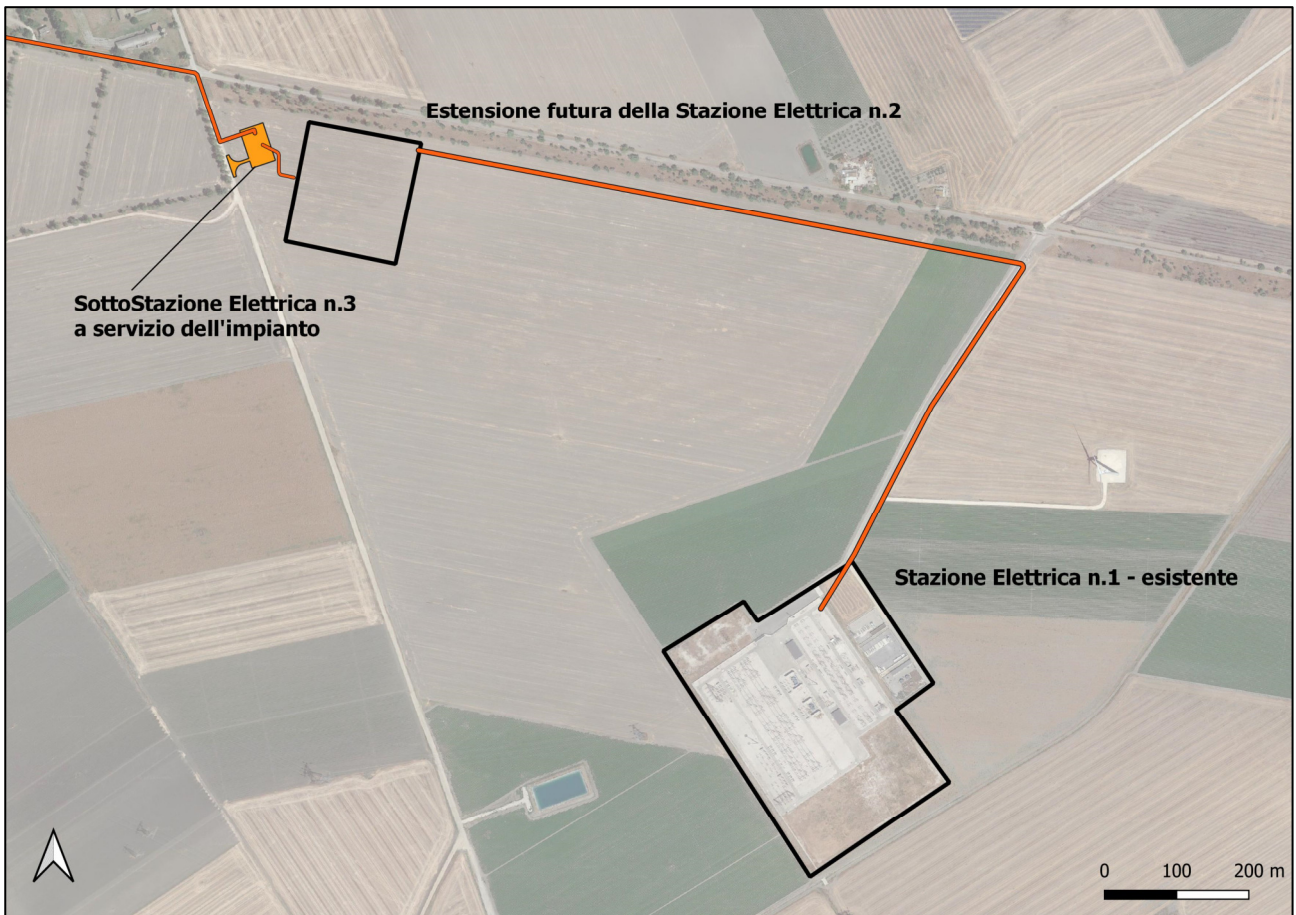 Estensione futura della Stazione Elettrica n.2
SottoStazione Elettrica n.3
a servizio dell'impianto
Stazione Elettrica n.1 - esistente
0 100 200 m